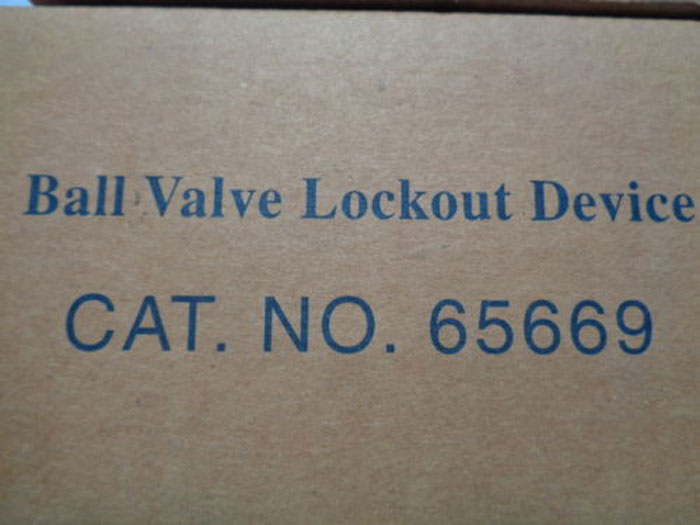 Ball Valve Lockout Device
CAT. NO. 65669